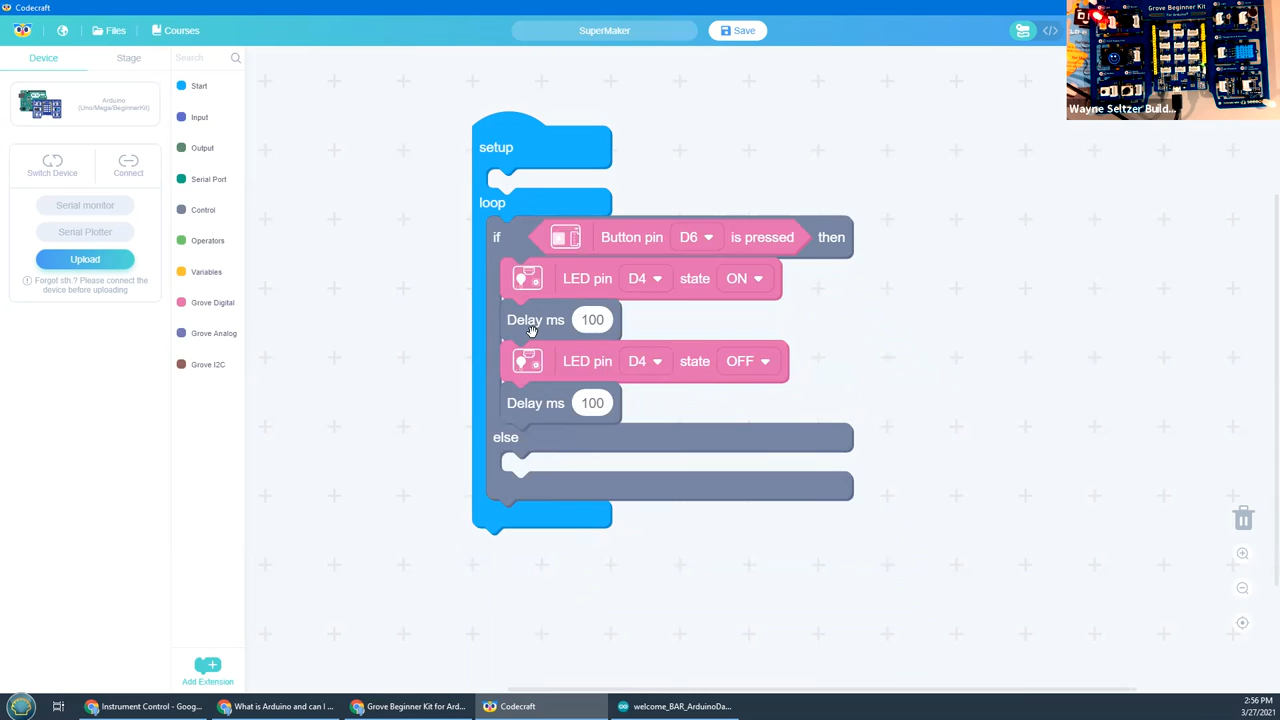 Codecraft
Files
Courses
SuperMaker
Save
</>
Grove Beginner Kit
For Arduino
Wayne Seltzer Build...
Device
Stage
Search
Arduino
(Uno/Mega/BeginnerKit)
Switch Device
Connect
Serial monitor
Serial Plotter
Upload
Forgot sth ? Please connect the
device before uploading
Start
Input
Output
Serial Port
Control
Operators
Variables
Grove Digital
Grove Analog
Grove I2C
Add Extension
setup
loop
if Button pin D6 is pressed then
LED pin D4 state ON
Delay ms 100
LED pin D4 state OFF
Delay ms 100
else
Instrument Control - Goog...
What is Arduino and can I ...
Grove Beginner Kit for Ard...
Codecraft
welcome_BAR_ArduinoDa...
2:56 PM
3/27/2021